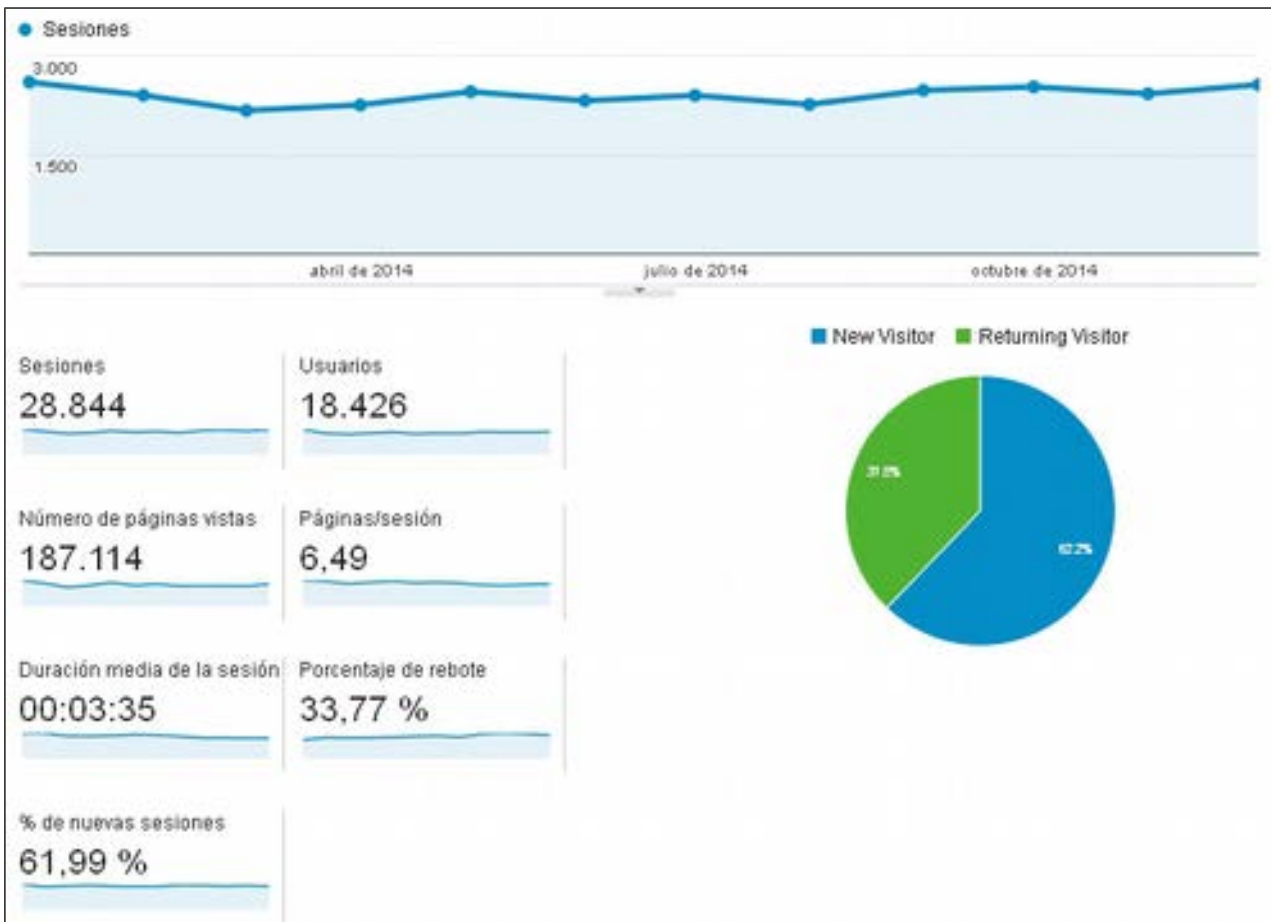 Sesiones
3.000
1.500
abril de 2014
julio de 2014
octubre de 2014
New Visitor
Returning Visitor
Sesiones
28.844
Usuarios
18.426
Número de páginas vistas
187.114
Páginas/sesión
6,49
62.2%
Duración media de la sesión
00:03:35
Porcentaje de rebote
33,77 %
% de nuevas sesiones
61,99 %